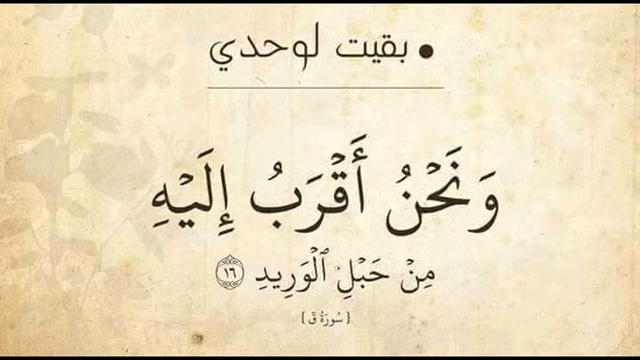 • بقيت لوحدي
وَنَحْنُ أَقْرَبُ إِلَيْهِ
مِنْ حَبْلِ ٱلْوَرِيدِ ١٦
{ سُورَةُ ق }